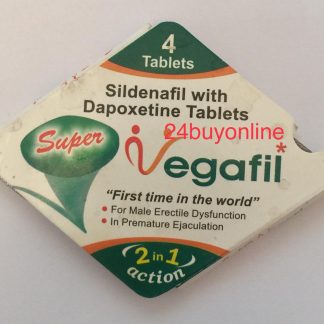 4
Tablets
Sildenafil with
Dapoxetine Tablets
24buyonline
Super
Vegafil*
"First time in the world"
• For Male Erectile Dysfunction
• In Premature Ejaculation
2 in 1
action